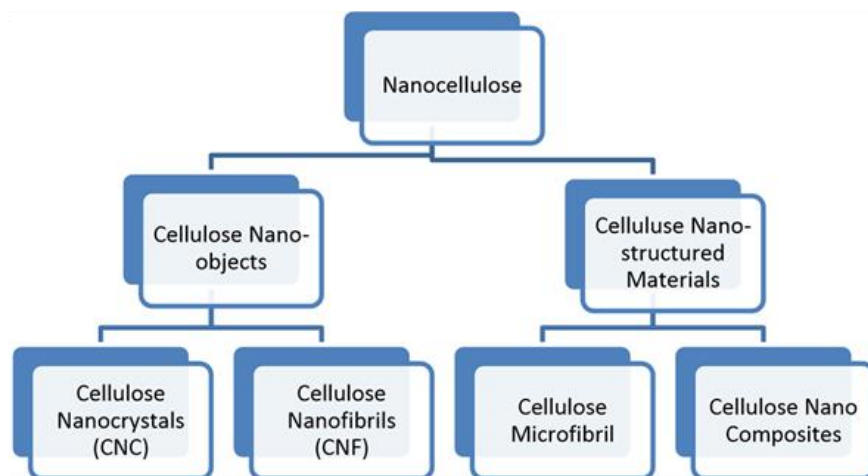 Nanocellulose
Cellulose Nano-
objects
Celluluse Nano-
structured
Materials
Cellulose
Nanocrystals
(CNC)
Cellulose
Nanofibrils
(CNF)
Cellulose
Microfibril
Cellulose Nano
Composites